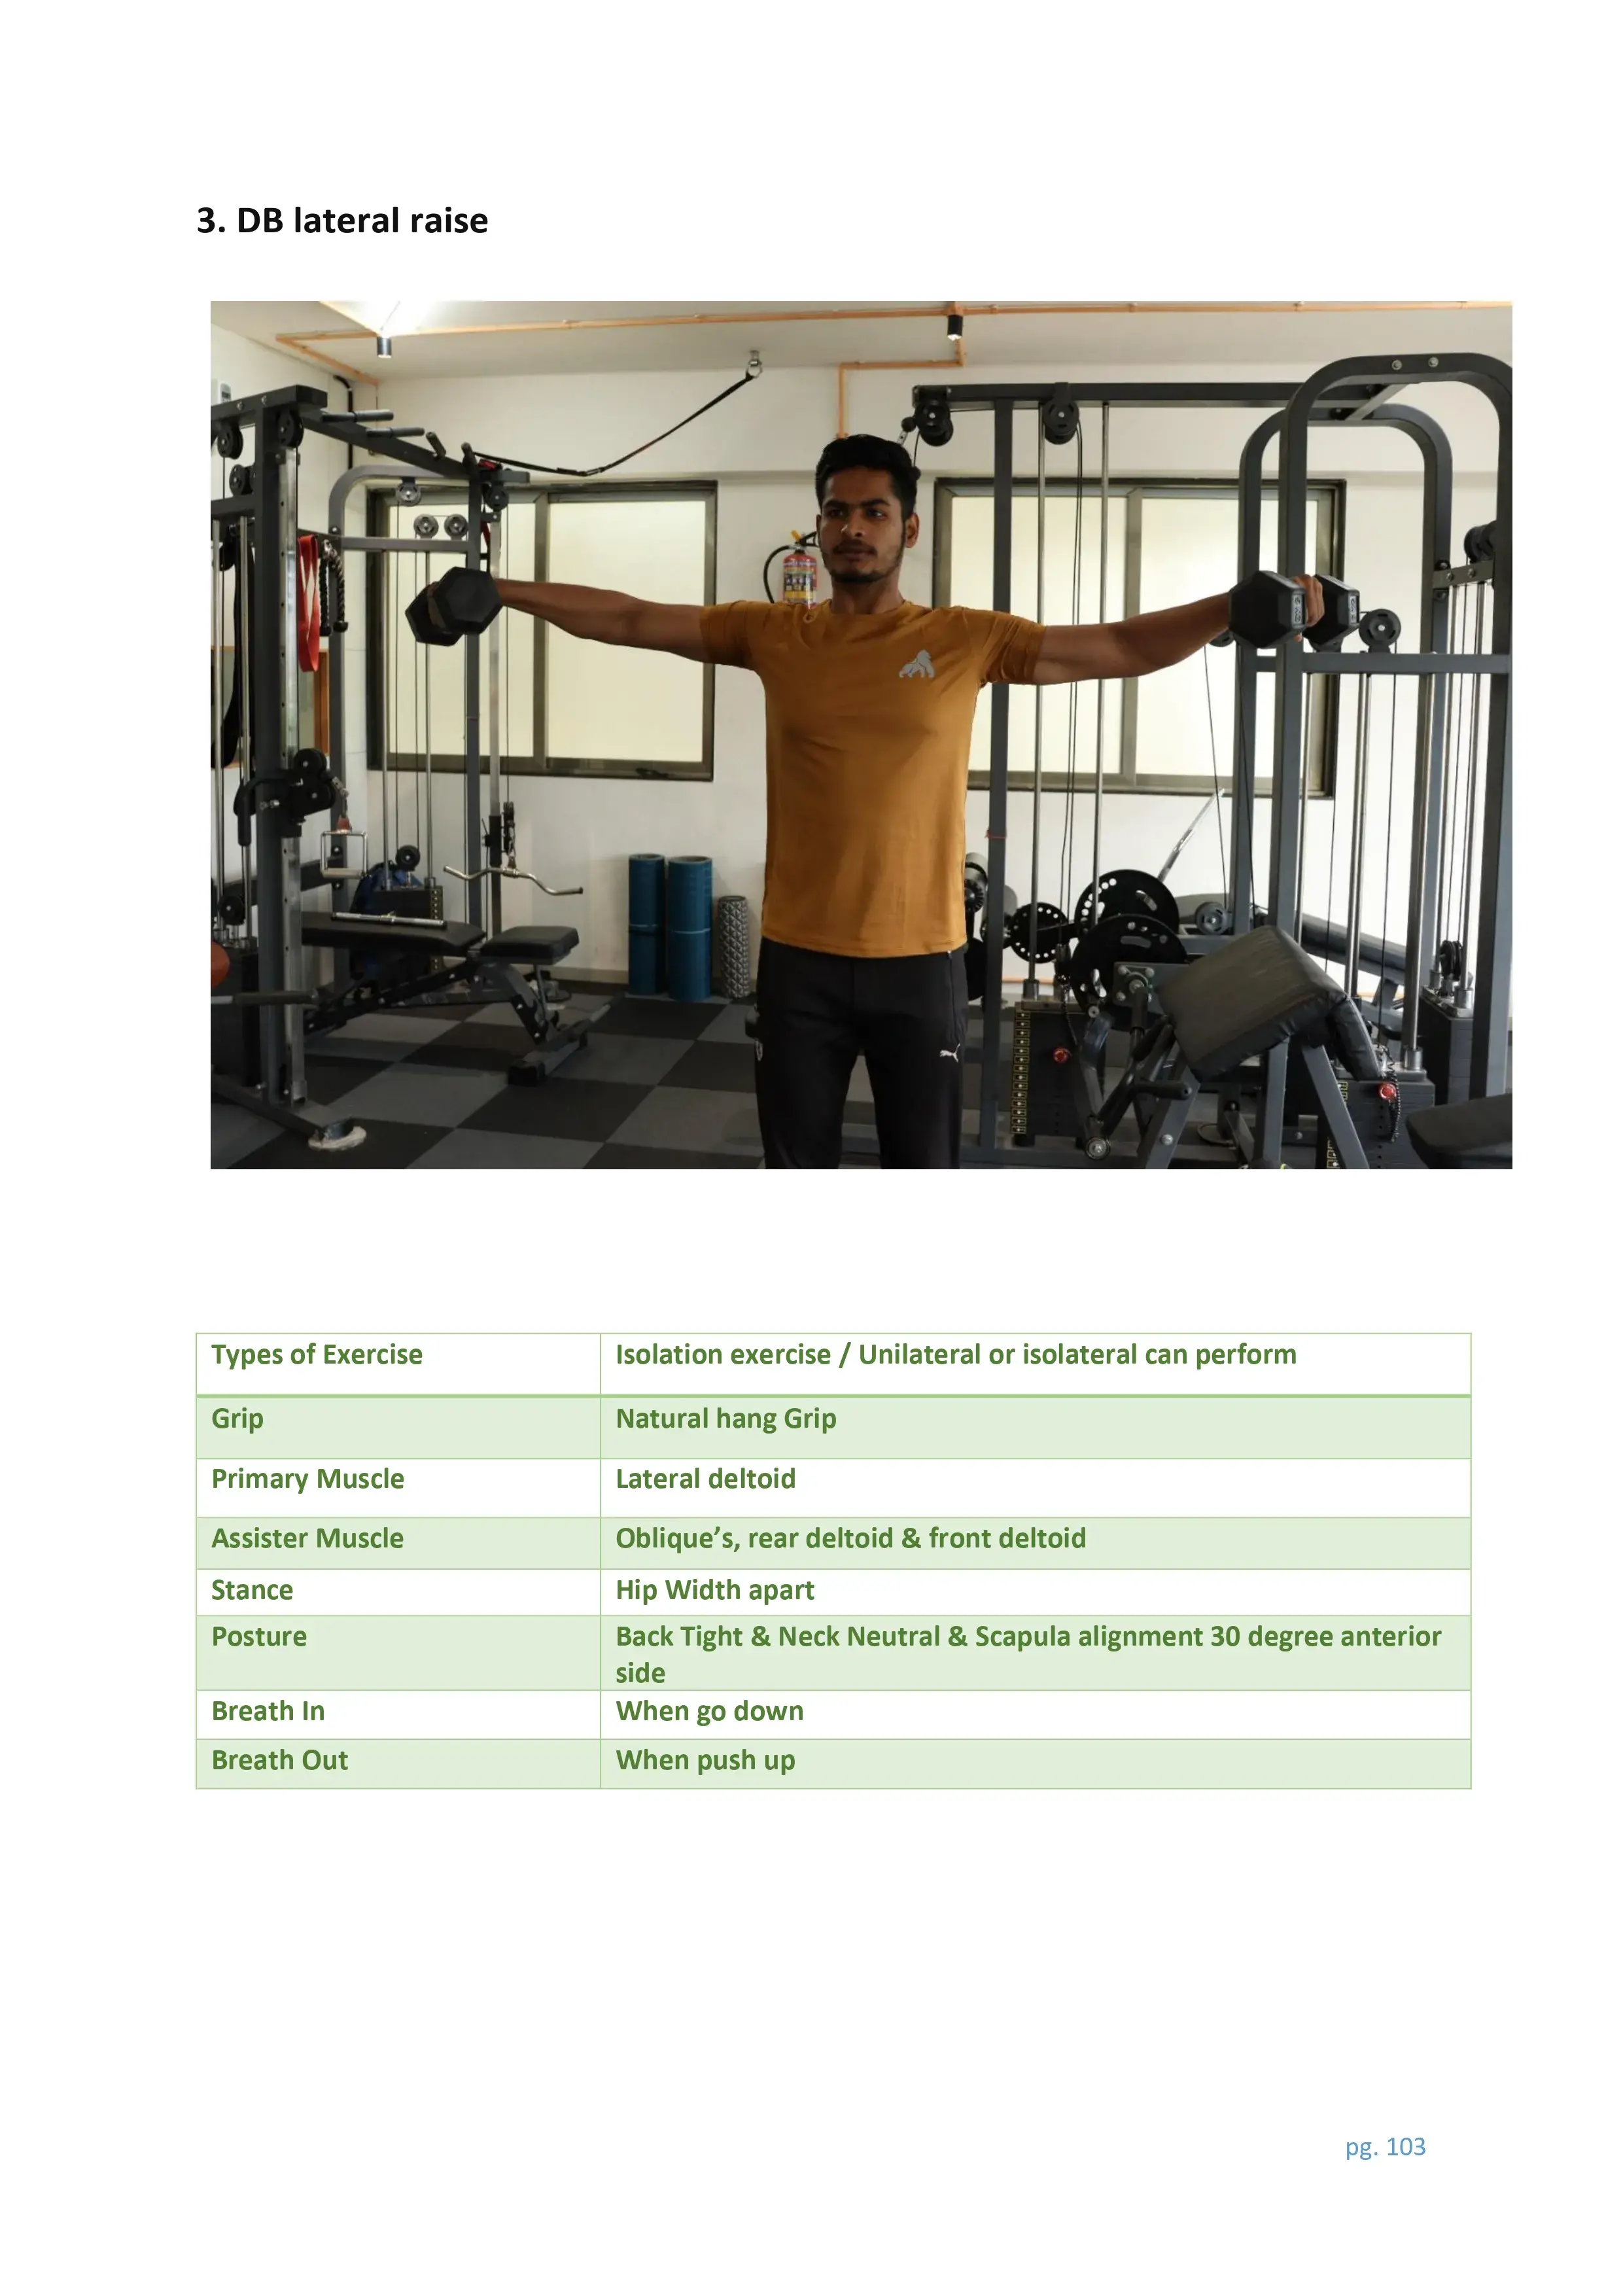 3. DB lateral raise
Types of Exercise
Isolation exercise / Unilateral or isolateral can perform
Grip
Natural hang Grip
Primary Muscle
Lateral deltoid
Assister Muscle
Oblique’s, rear deltoid & front deltoid
Stance
Hip Width apart
Posture
Back Tight & Neck Neutral & Scapula alignment 30 degree anterior
side
Breath In
When go down
Breath Out
When push up
pg. 103